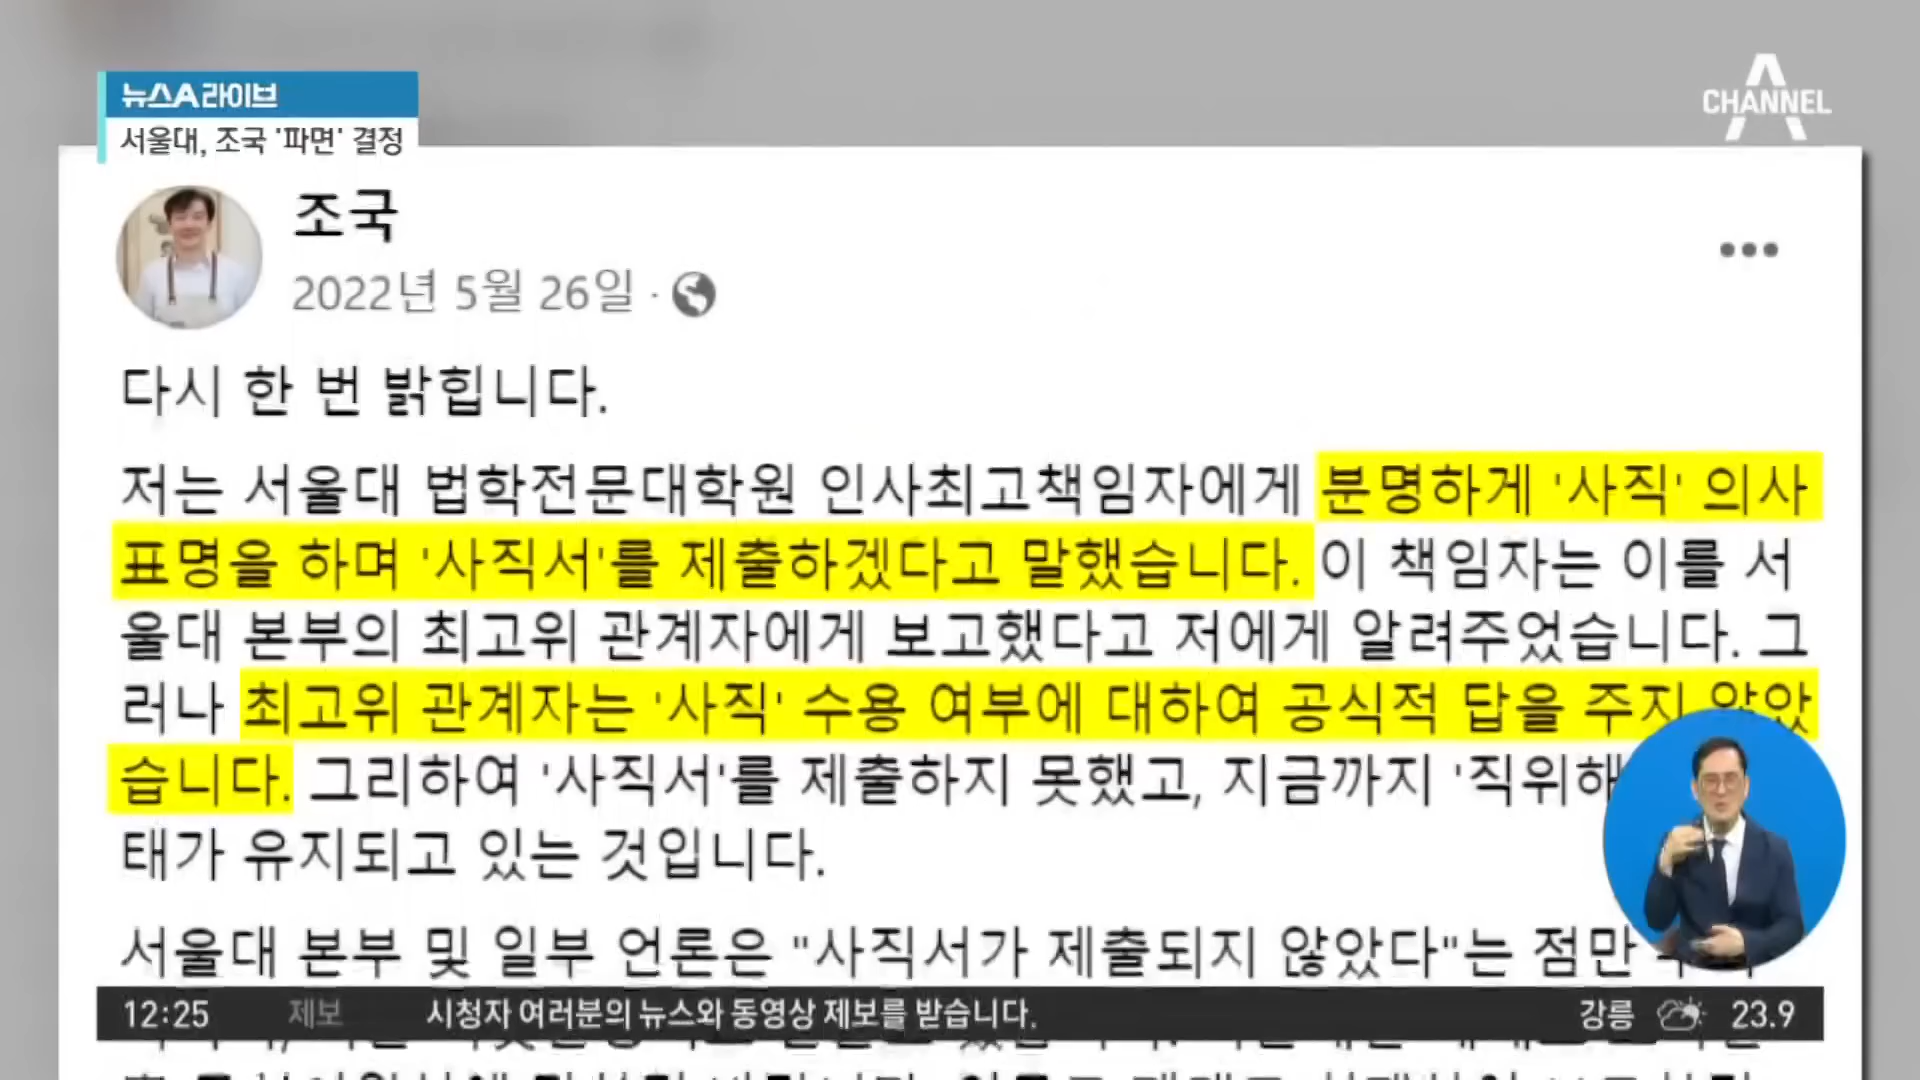 뉴스A라이브
CHANNEL A
서울대, 조국 '파면' 결정
조국
2022년 5월 26일 ·
다시 한 번 밝힙니다.
저는 서울대 법학전문대학원 인사최고책임자에게 분명하게 '사직' 의사
표명을 하며 '사직서'를 제출하겠다고 말했습니다. 이 책임자는 이를 서
울대 본부의 최고위 관계자에게 보고했다고 저에게 알려주었습니다. 그
러나 최고위 관계자는 '사직' 수용 여부에 대하여 공식적 답을 주지 않았
습니다. 그리하여 '사직서'를 제출하지 못했고, 지금까지 '직위해
태가 유지되고 있는 것입니다.
서울대 본부 및 일부 언론은 "사직서가 제출되지 않았다"는 점만
12:25 제보 시청자 여러분의 뉴스와 동영상 제보를 받습니다. 강릉 23.9